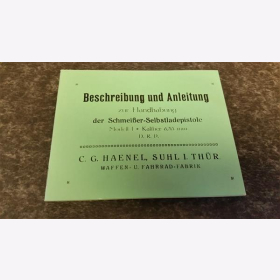 Beschreibung und Anleitung
zur Handhabung
der Schmeißer-Selbstladepistole
Modell I • Kaliber 6,35 mm
D. R. P.
C. G. HAENEL, SUHL I. THÜR
WAFFEN- U. FAHRRAD-FABRIK